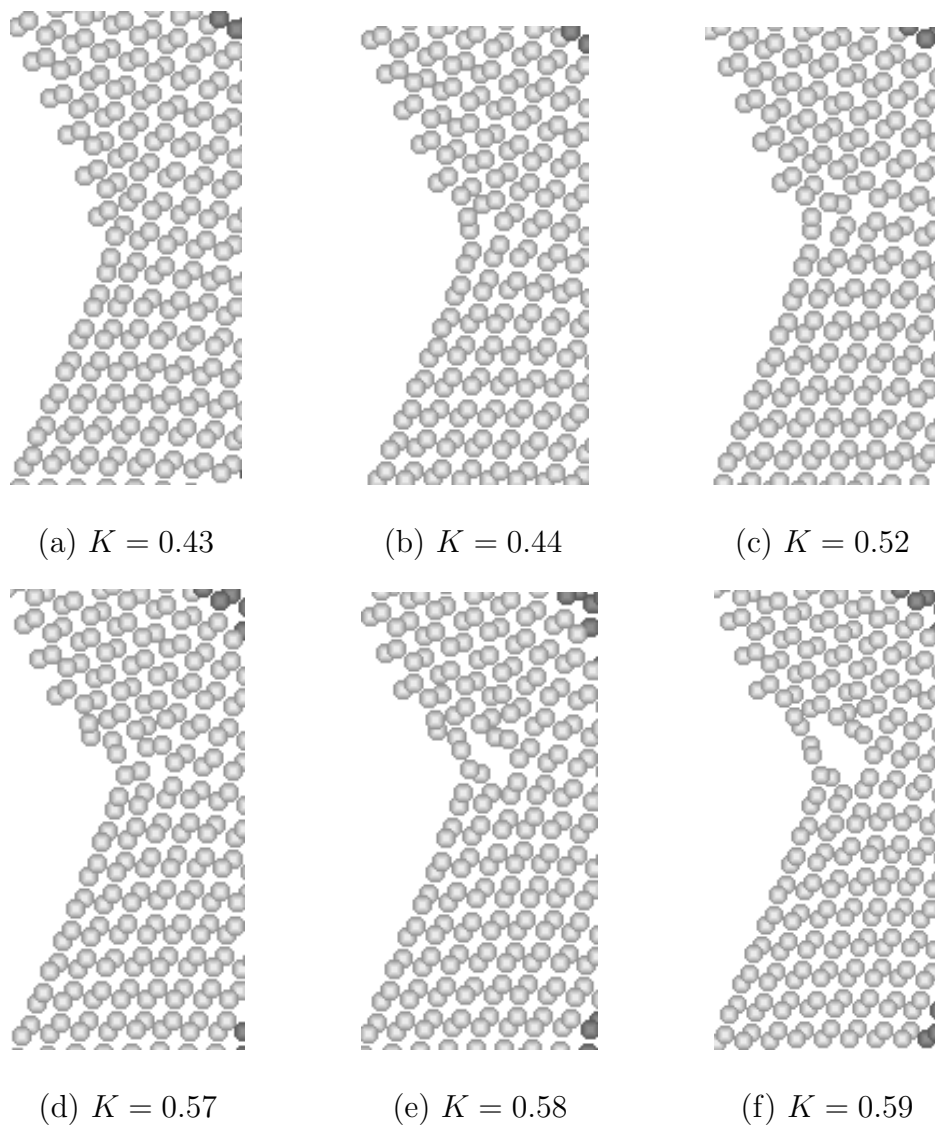 (a) K = 0.43
(b) K = 0.44
(c) K = 0.52
(d) K = 0.57
(e) K = 0.58
(f) K = 0.59